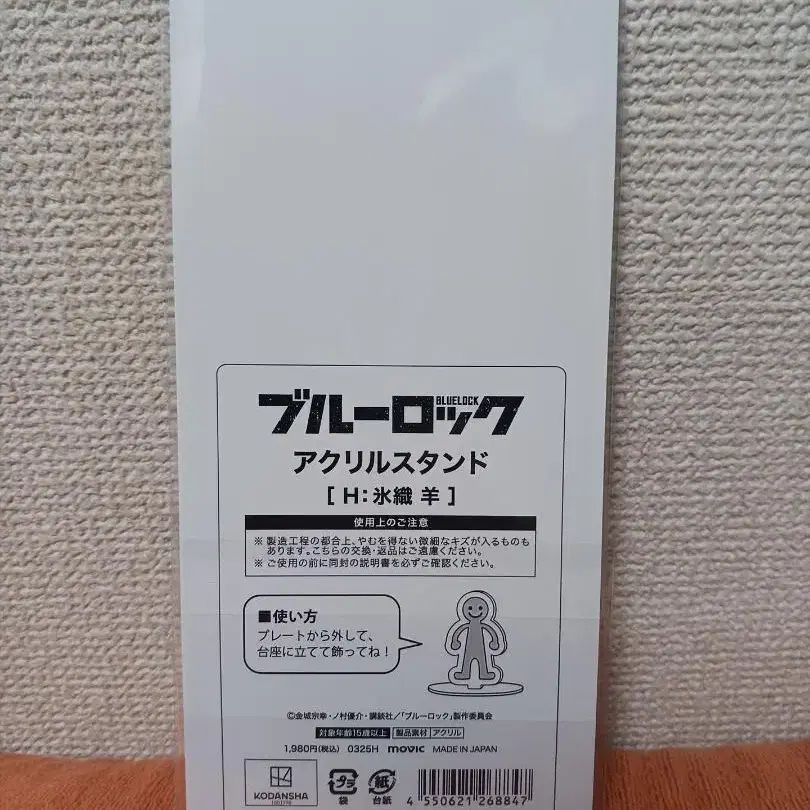 ブルーロック
BLUELOCK
アクリルスタンド
[ H：氷織 羊 ]
使用上のご注意
※ 製造工程の都合上、やむを得ない微細なキズが入るものも
あります。こちらの交換・返品はご遠慮ください。
※ ご使用の前に同封の説明書を必ずご確認ください。
■使い方
プレートから外して、
台座に立てて飾ってね！
©金城宗幸・ノ村優介・講談社／「ブルーロック」製作委員会
対象年齢15歳以上 製品素材 アクリル
1,980円(税込) 0325H movic MADE IN JAPAN
KODANSHA
プラ
袋
紙
台紙
4 550621 268847